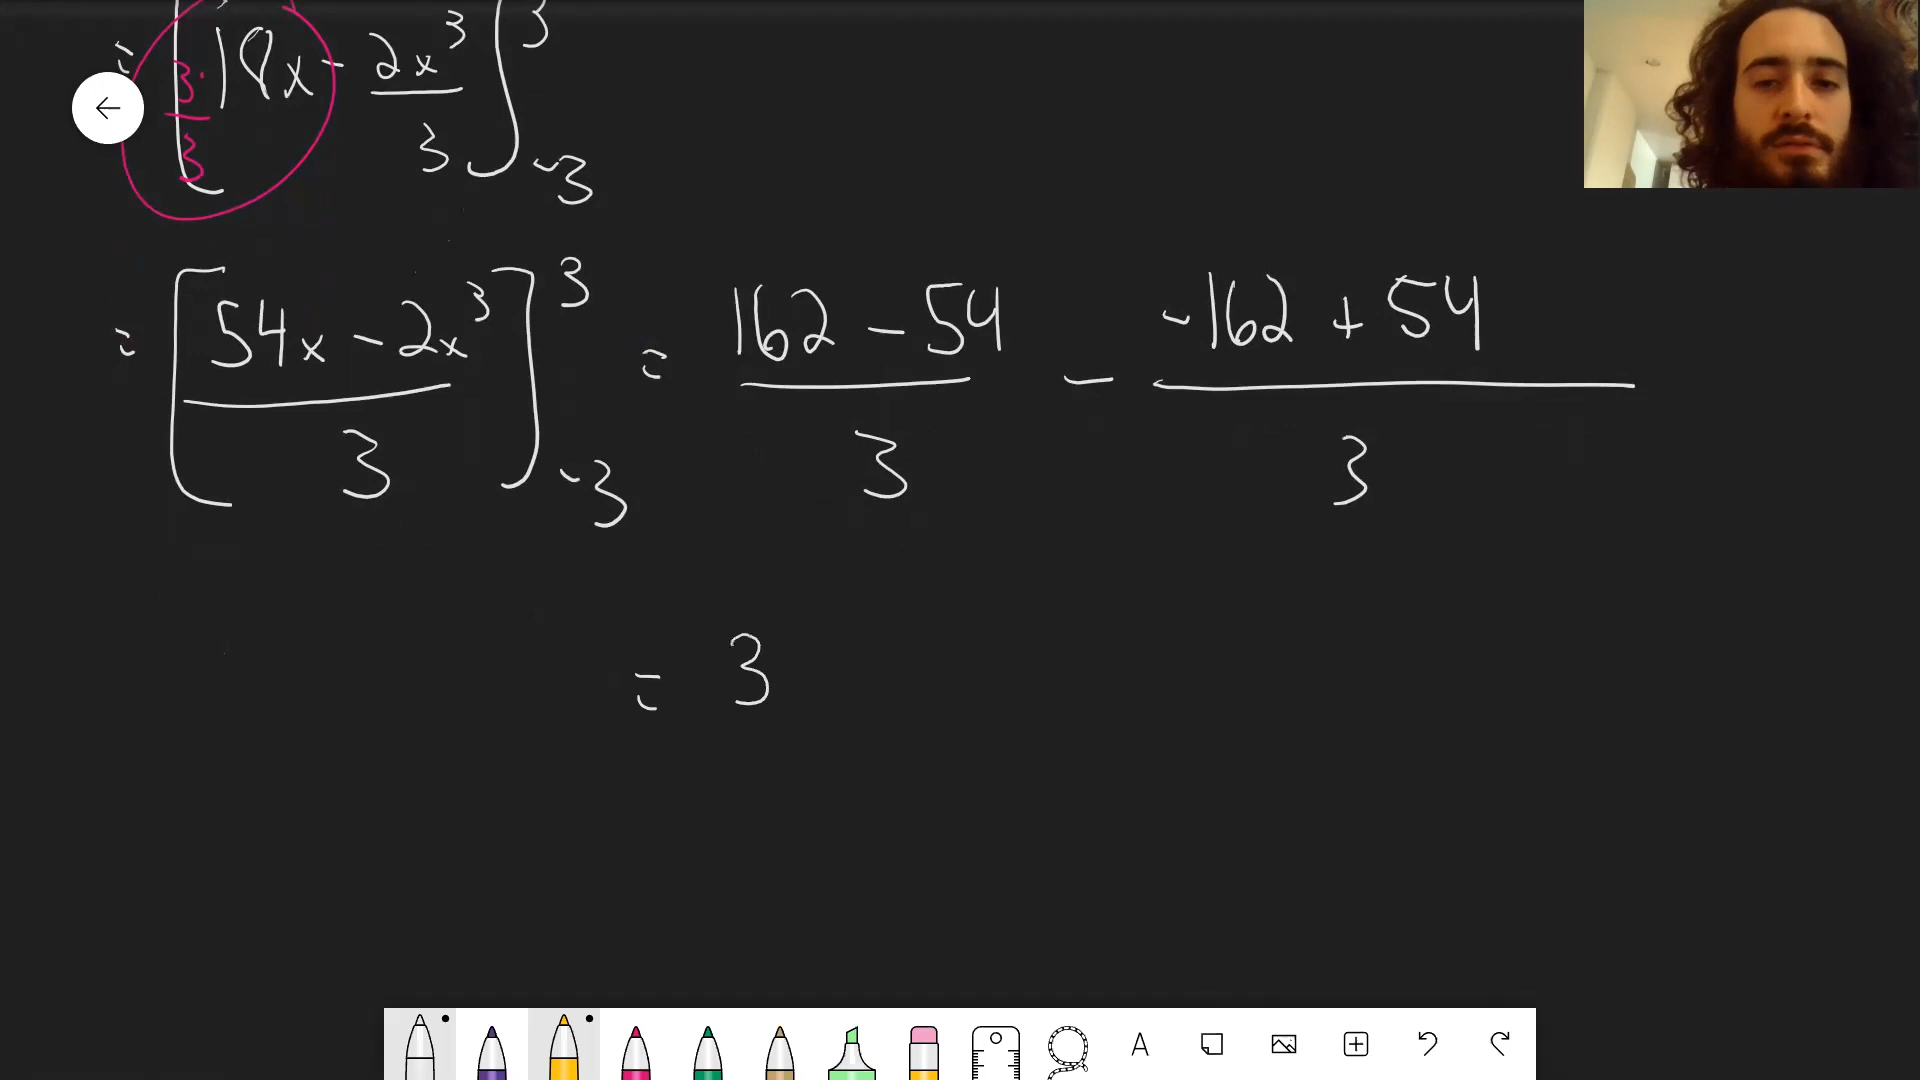 = [3·/3 18x - 2x³/3]³₋₃
= [54x - 2x³/3]³₋₃ = 162 - 54/3 - -162 + 54/3
= 3
A